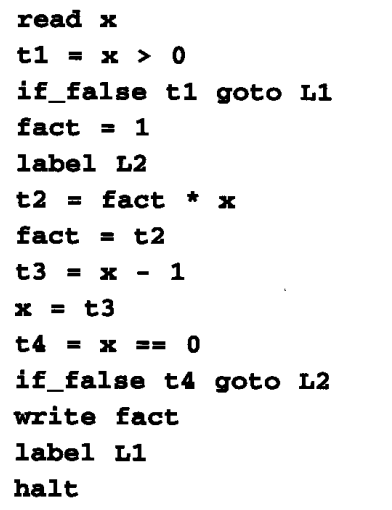 read x
t1 = x > 0
if_false t1 goto L1
fact = 1
label L2
t2 = fact * x
fact = t2
t3 = x - 1
x = t3
t4 = x == 0
if_false t4 goto L2
write fact
label L1
halt